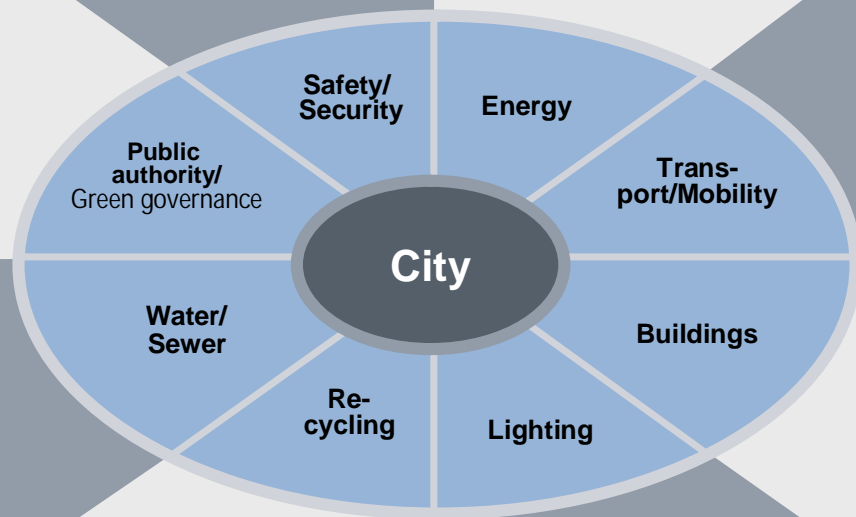 Safety/
Security
Energy
Public
authority/
Green governance
Trans-
port/Mobility
City
Water/
Sewer
Buildings
Re-
cycling
Lighting